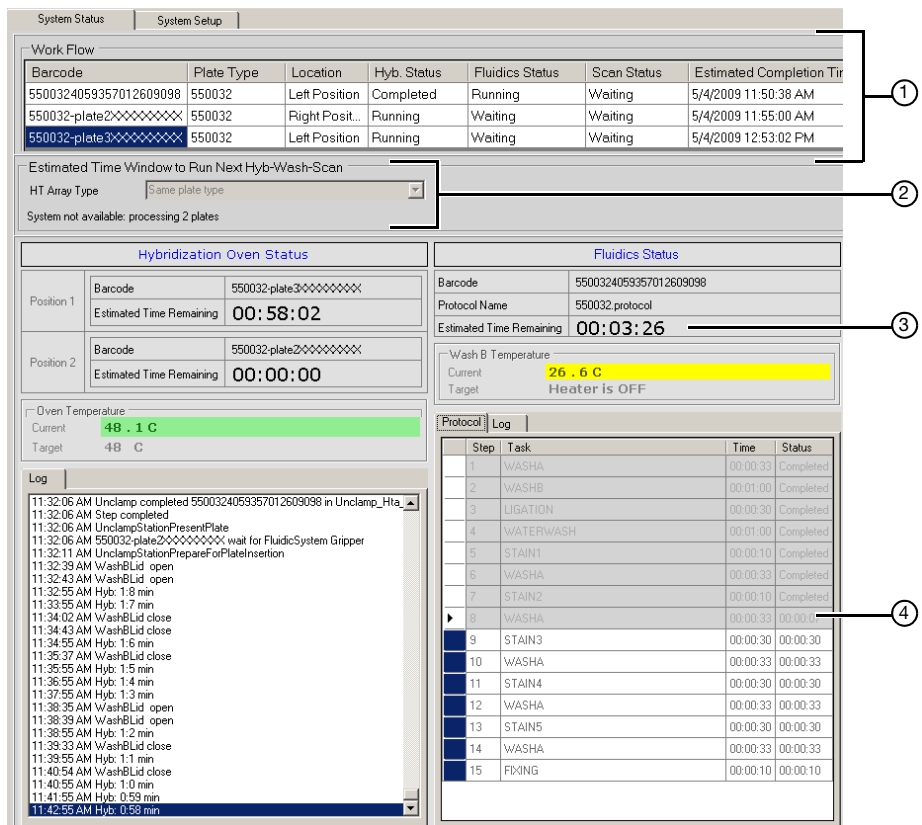 System Status System Setup
Work Flow
Barcode Plate Type Location Hyb. Status Fluidics Status Scan Status Estimated Completion Tir
5500324059357012609098 550032 Left Position Completed Running Waiting 5/4/2009 11:50:38 AM
550032-plate2XXXXXXXXX 550032 Right Posit... Running Waiting Waiting 5/4/2009 11:55:00 AM
550032-plate3XXXXXXXXX 550032 Left Position Running Waiting Waiting 5/4/2009 12:53:02 PM
1
Estimated Time Window to Run Next Hyb-Wash-Scan
HT Array Type Same plate type
System not available: processing 2 plates
2
Hybridization Oven Status
Position 1
Barcode 550032-plate3XXXXXXXXX
Estimated Time Remaining 00:58:02
Position 2
Barcode 550032-plate2XXXXXXXXX
Estimated Time Remaining 00:00:00
Oven Temperature
Current 48.1 C
Target 48 C
Log
11:32:06 AM Unclamp completed 5500324059357012609098 in Unclamp_Hta_
11:32:06 AM Step completed
11:32:06 AM UnclampStationPresentPlate
11:32:06 AM 550032-plate2XXXXXXXXX wait for FluidicSystem Gripper
11:32:11 AM UnclampStationPrepareForPlateInsertion
11:32:39 AM WashBLid open
11:32:43 AM WashBLid open
11:32:55 AM Hyb: 1:8 min
11:33:55 AM Hyb: 1:7 min
11:34:02 AM WashBLid close
11:34:43 AM WashBLid close
11:34:55 AM Hyb: 1:6 min
11:35:37 AM WashBLid close
11:35:55 AM Hyb: 1:5 min
11:36:55 AM Hyb: 1:4 min
11:37:55 AM Hyb: 1:3 min
11:38:35 AM WashBLid open
11:38:39 AM WashBLid open
11:38:55 AM Hyb: 1:2 min
11:39:33 AM WashBLid close
11:39:55 AM Hyb: 1:1 min
11:40:54 AM WashBLid close
11:40:55 AM Hyb: 1:0 min
11:41:55 AM Hyb: 0:59 min
11:42:55 AM Hyb: 0:58 min
Fluidics Status
Barcode 5500324059357012609098
Protocol Name 550032.protocol
Estimated Time Remaining 00:03:26
3
Wash B Temperature
Current 26.6 C
Target Heater is OFF
Protocol Log
Step Task Time Status
1 WASHA 00:00:33 Completed
2 WASHB 00:01:00 Completed
3 LIGATION 00:00:30 Completed
4 WATERWASH 00:01:00 Completed
5 STAIN1 00:00:10 Completed
6 WASHA 00:00:33 Completed
7 STAIN2 00:00:10 Completed
8 WASHA 00:00:33
4
9 STAIN3 00:00:30 00:00:30
10 WASHA 00:00:33 00:00:33
11 STAIN4 00:00:30 00:00:30
12 WASHA 00:00:33 00:00:33
13 STAIN5 00:00:30 00:00:30
14 WASHA 00:00:33 00:00:33
15 FIXING 00:00:10 00:00:10